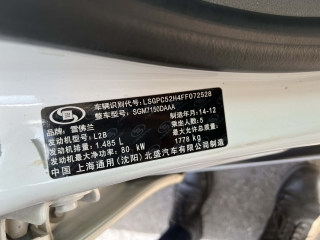 车辆识别代号: LSGPC52H4FF072528
整车型号: SGM7150DAAA
品牌: 雪佛兰 制造年月: 14-12
发动机型号: L2B 乘坐人数: 5
发动机排量: 1.485 L 最大允许总质量:
发动机最大净功率: 80 kW 1778 kg
中国 上海通用(沈阳)北盛汽车有限公司制造